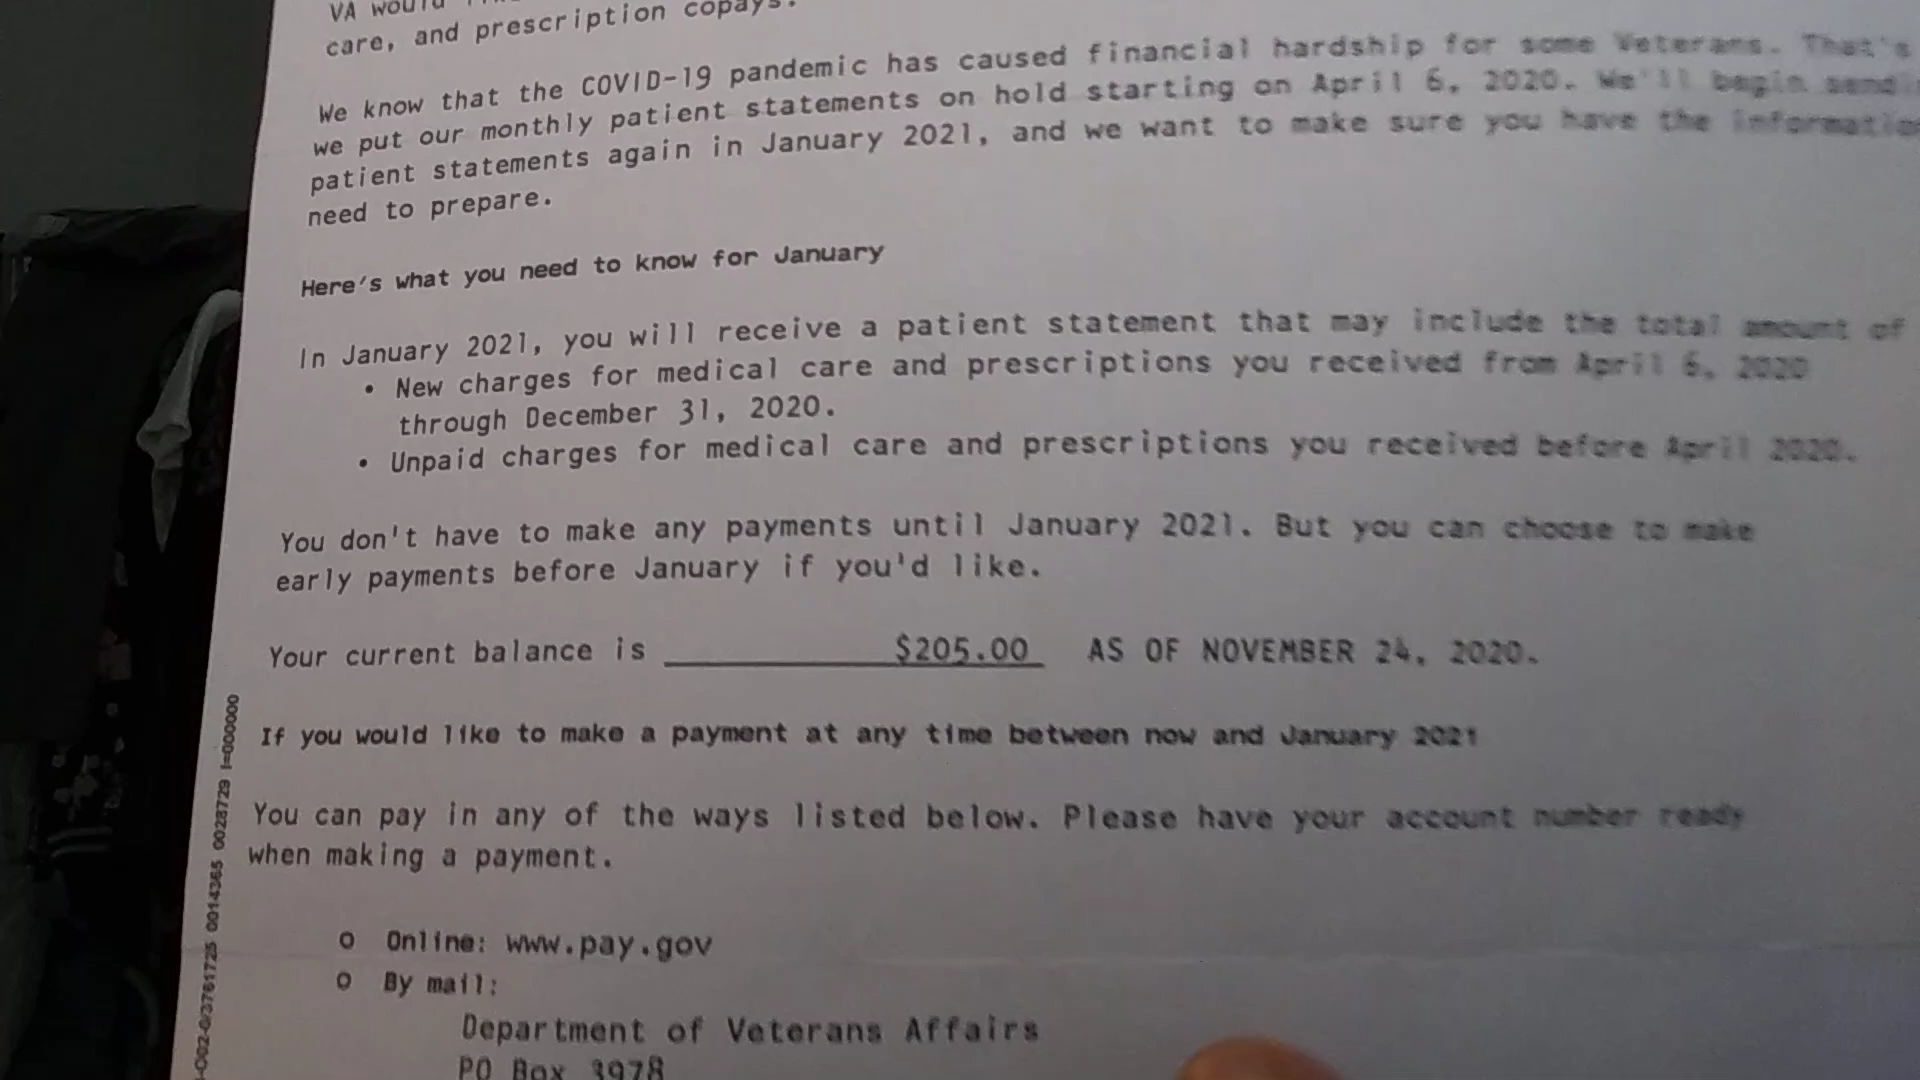 VA would
care, and prescription copays.
We know that the COVID-19 pandemic has caused financial hardship for some Veterans. That's
we put our monthly patient statements on hold starting on April 6, 2020. We'll begin
patient statements again in January 2021, and we want to make sure you have the
need to prepare.
Here's what you need to know for January
In January 2021, you will receive a patient statement that may include the total amount of
• New charges for medical care and prescriptions you received from April 6, 2020
through December 31, 2020.
• Unpaid charges for medical care and prescriptions you received before April 2020.
You don't have to make any payments until January 2021. But you can choose to make
early payments before January if you'd like.
Your current balance is $205.00 AS OF NOVEMBER 24, 2020.
If you would like to make a payment at any time between now and January 2021
You can pay in any of the ways listed below. Please have your account number ready
when making a payment.
o Online: www.pay.gov
o By mail:
Department of Veterans Affairs
PO Box 3978
-C02-0/3761725 0014365 0028729 I=000000